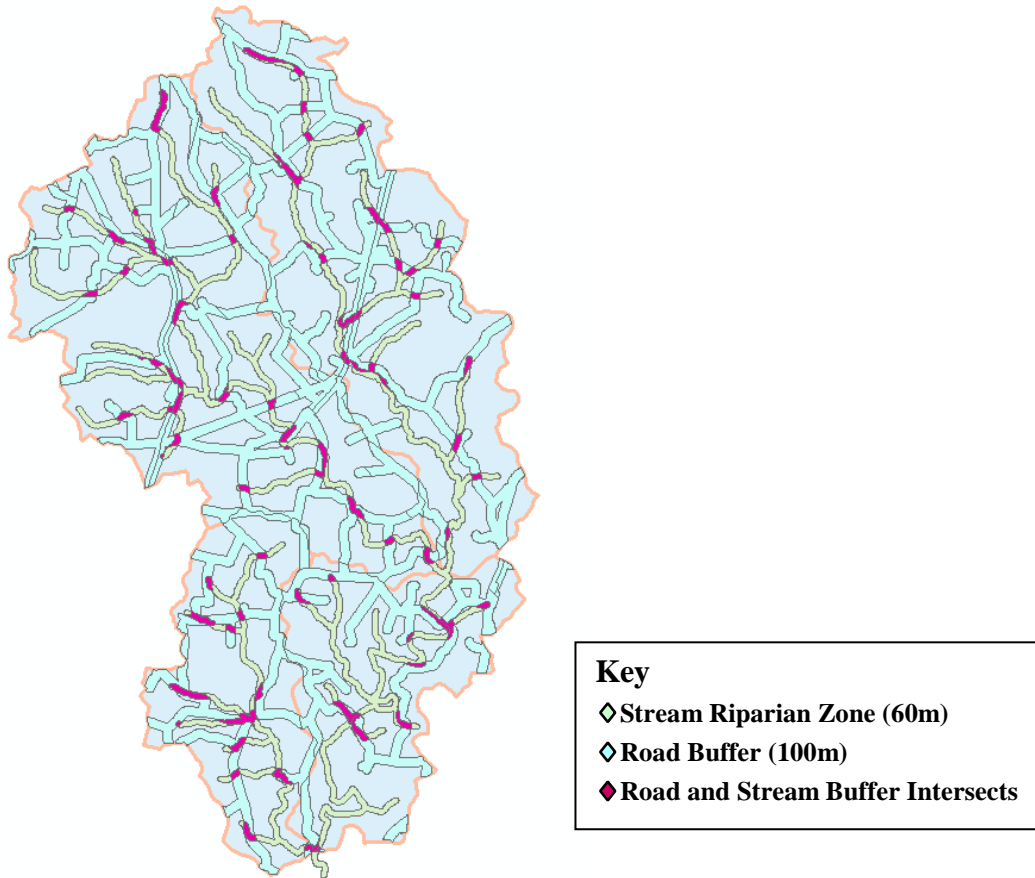 Key
Stream Riparian Zone (60m)
Road Buffer (100m)
Road and Stream Buffer Intersects